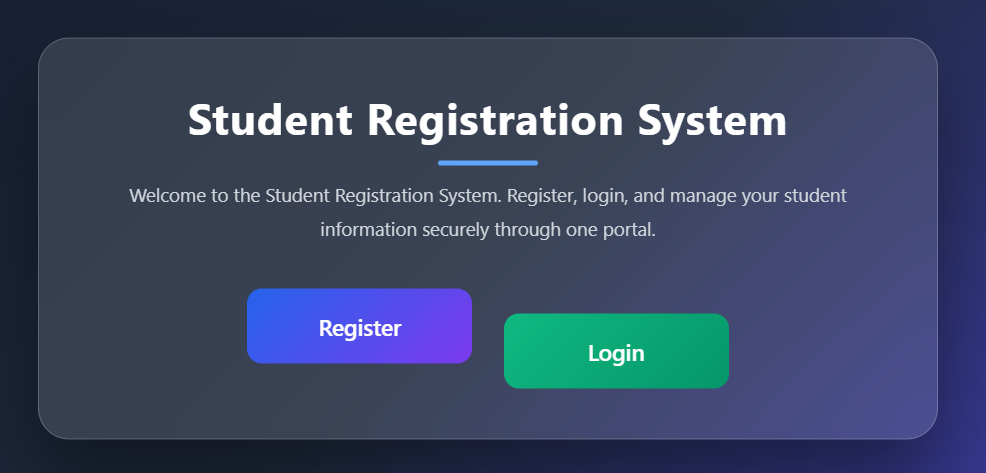 Student Registration System
Welcome to the Student Registration System. Register, login, and manage your student
information securely through one portal.
Register
Login